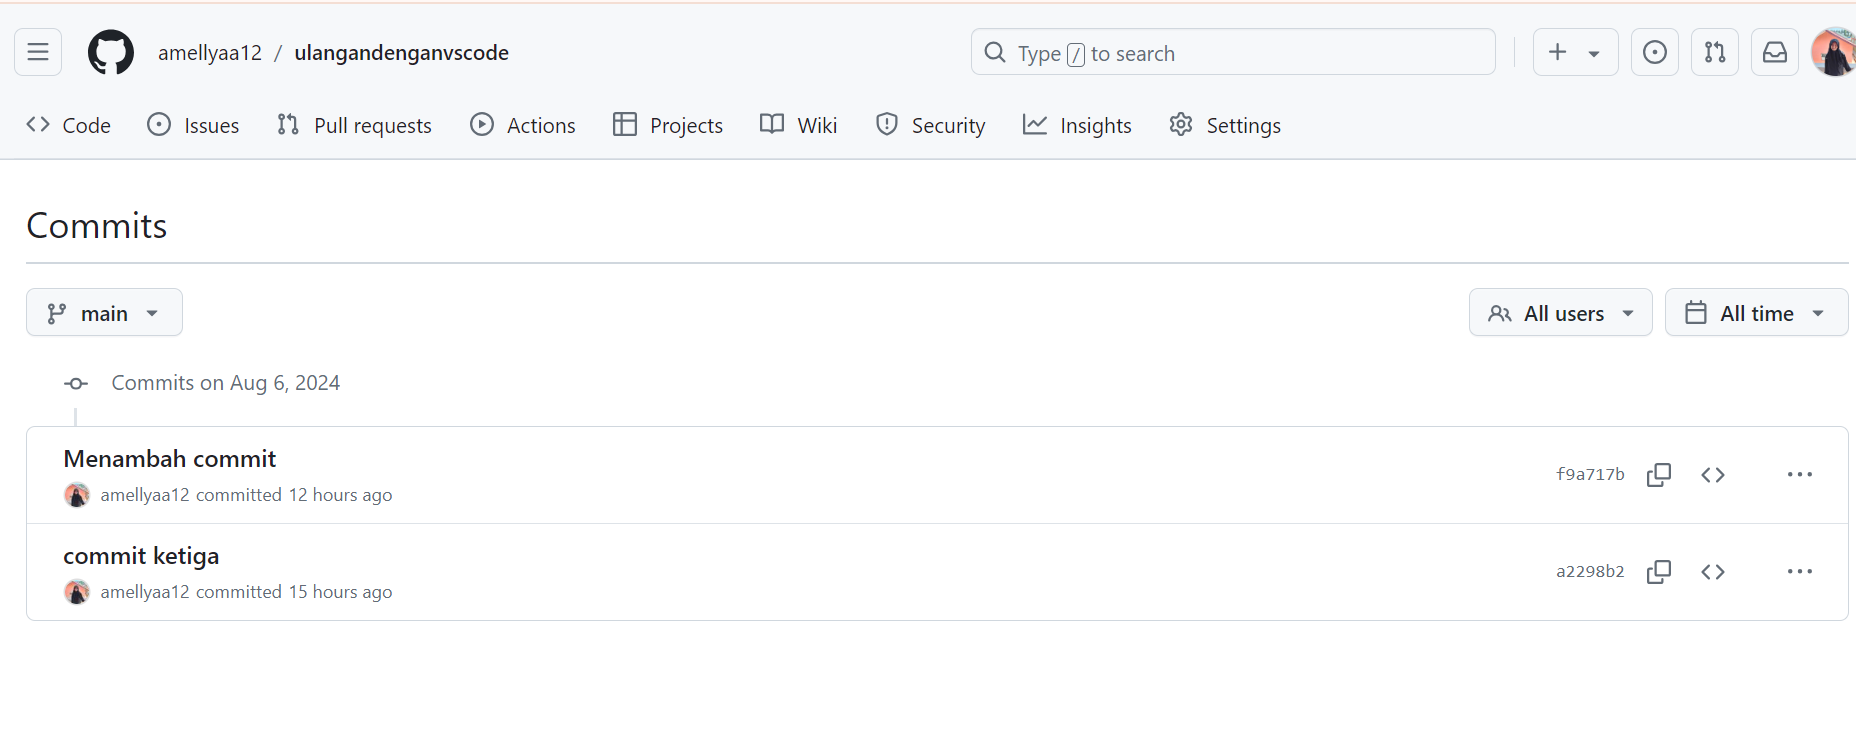 amellyaa12 / ulangandenganvscode
Type / to search
Code Issues Pull requests Actions Projects Wiki Security Insights Settings
Commits
main All users All time
Commits on Aug 6, 2024
Menambah commit
amellyaa12 committed 12 hours ago
f9a717b
commit ketiga
amellyaa12 committed 15 hours ago
a2298b2